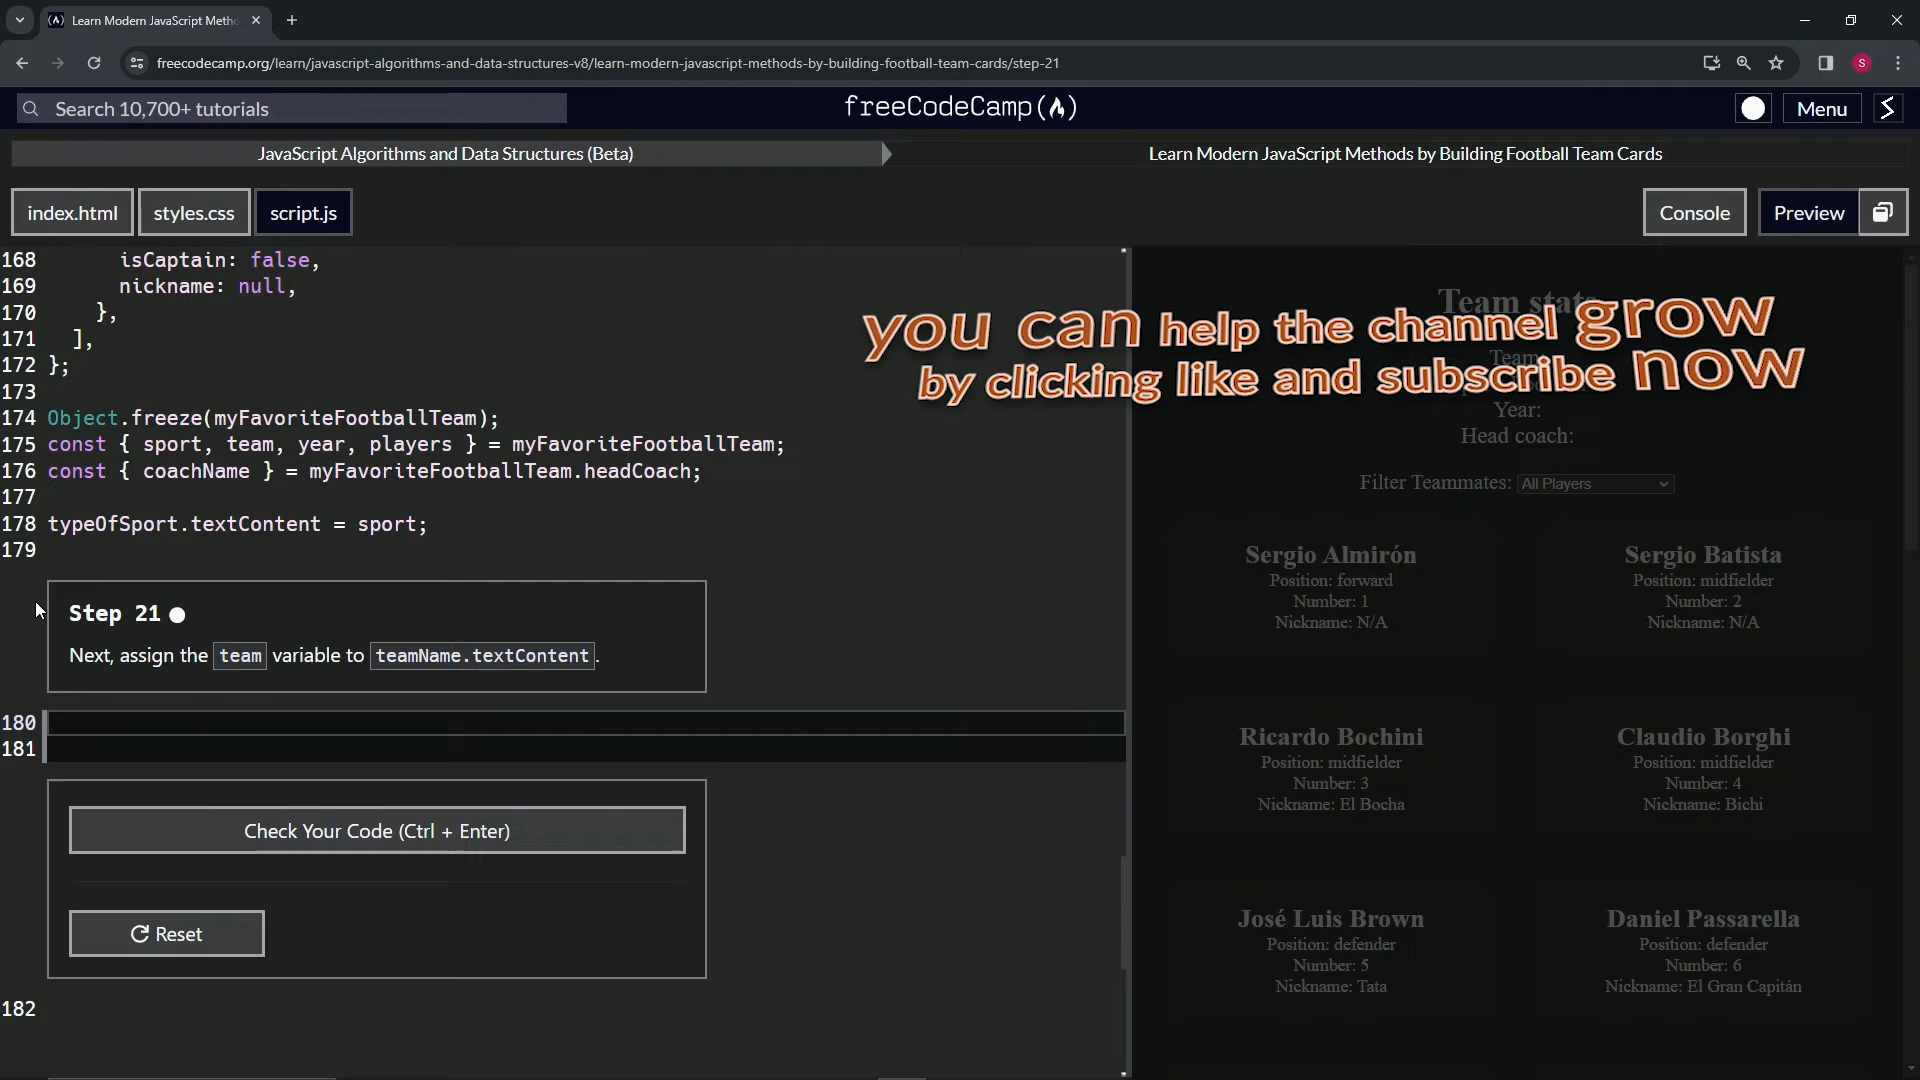 Learn Modern JavaScript Metho
freecodecamp.org/learn/javascript-algorithms-and-data-structures-v8/learn-modern-javascript-methods-by-building-football-team-cards/step-21
S
Search 10,700+ tutorials
freeCodeCamp
Menu
JavaScript Algorithms and Data Structures (Beta)
Learn Modern JavaScript Methods by Building Football Team Cards
index.html
styles.css
script.js
Console
Preview
168 isCaptain: false,
169 nickname: null,
170 },
171 ],
172 };
173
174 Object.freeze(myFavoriteFootballTeam);
175 const { sport, team, year, players } = myFavoriteFootballTeam;
176 const { coachName } = myFavoriteFootballTeam.headCoach;
177
178 typeOfSport.textContent = sport;
179
Step 21
Next, assign the team variable to teamName.textContent.
180
181
Check Your Code (Ctrl + Enter)
Reset
182
Team stats
you can help the channel grow
by clicking like and subscribe now
Team:
Year:
Head coach:
Filter Teammates: All Players
Sergio Almirón
Position: forward
Number: 1
Nickname: N/A
Sergio Batista
Position: midfielder
Number: 2
Nickname: N/A
Ricardo Bochini
Position: midfielder
Number: 3
Nickname: El Bocha
Claudio Borghi
Position: midfielder
Number: 4
Nickname: Bichi
José Luis Brown
Position: defender
Number: 5
Nickname: Tata
Daniel Passarella
Position: defender
Number: 6
Nickname: El Gran Capitán